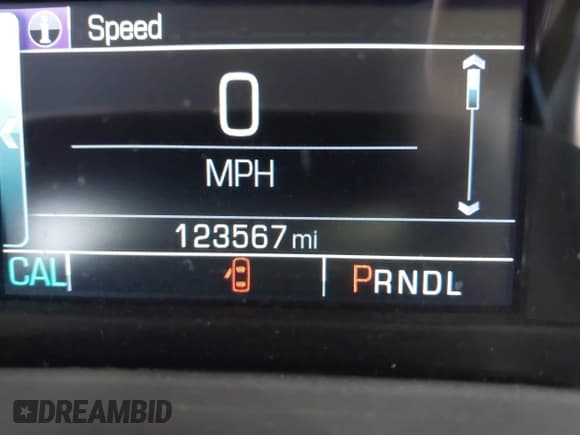 Speed
0
MPH
123567 mi
CAL PRNDL
DREAMBID